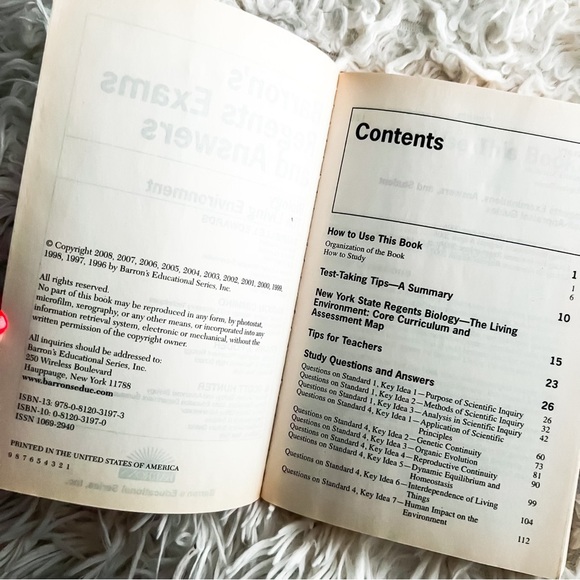 © Copyright 2008, 2007, 2006, 2005, 2004, 2003, 2002, 2001, 2000, 1999,
1998, 1997, 1996 by Barron's Educational Series, Inc.
All rights reserved.
No part of this book may be reproduced in any form, by photostat,
microfilm, xerography, or any other means, or incorporated into any
information retrieval system, electronic or mechanical, without the
written permission of the copyright owner.
All inquiries should be addressed to:
Barron's Educational Series, Inc.
250 Wireless Boulevard
Hauppauge, New York 11788
www.barronseduc.com
ISBN-13: 978-0-8120-3197-3
ISBN-10: 0-8120-3197-0
ISSN 1069-2940
PRINTED IN THE UNITED STATES OF AMERICA
0 9 8 7 6 5 4 3 2 1
Contents
How to Use This Book 1
Organization of the Book 1
How to Study 6
Test-Taking Tips—A Summary 10
New York State Regents Biology—The Living
Environment: Core Curriculum and
Assessment Map 15
Tips for Teachers 23
Study Questions and Answers 26
Questions on Standard 1, Key Idea 1—Purpose of Scientific Inquiry 26
Questions on Standard 1, Key Idea 2—Methods of Scientific Inquiry 32
Questions on Standard 1, Key Idea 3—Analysis in Scientific Inquiry 42
Questions on Standard 4, Key Idea 1—Application of Scientific
Principles 60
Questions on Standard 4, Key Idea 2—Genetic Continuity 73
Questions on Standard 4, Key Idea 3—Organic Evolution 81
Questions on Standard 4, Key Idea 4—Reproductive Continuity 90
Questions on Standard 4, Key Idea 5—Dynamic Equilibrium and
Homeostasis 99
Questions on Standard 4, Key Idea 6—Interdependence of Living
Things 104
Questions on Standard 4, Key Idea 7—Human Impact on the
Environment 112